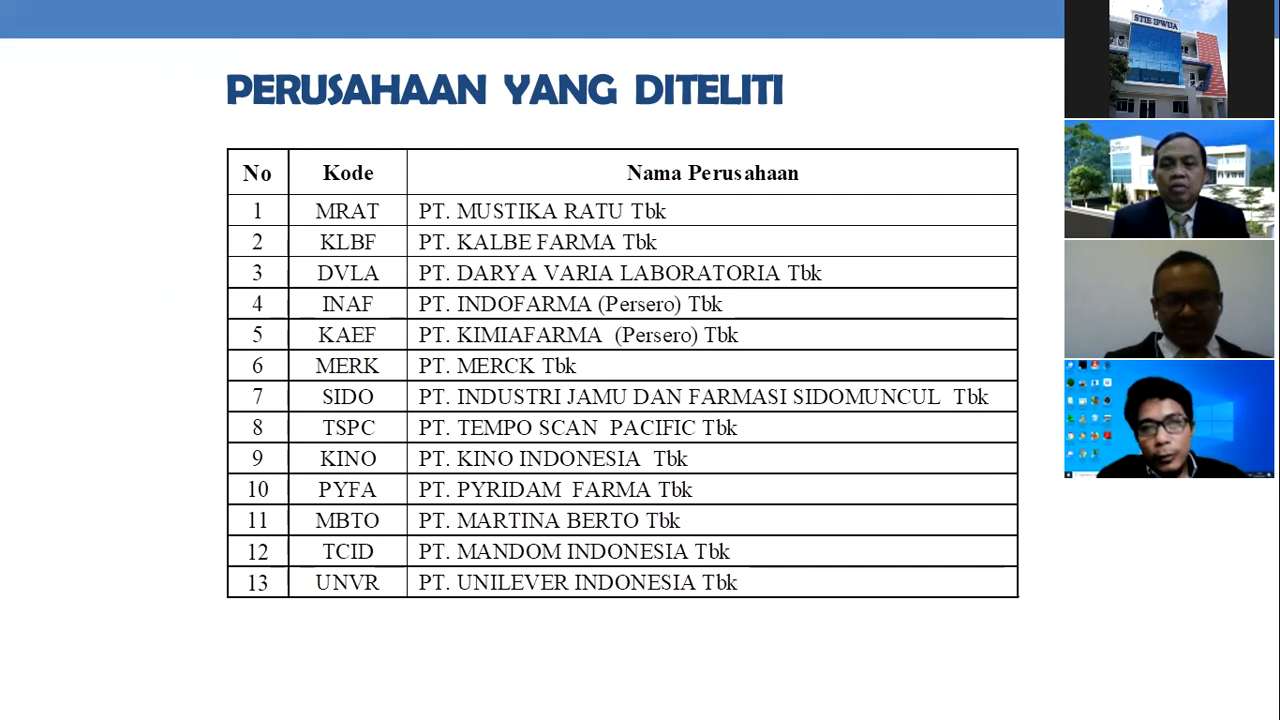 STIE IPWIJA
PERUSAHAAN YANG DITELITI
No Kode Nama Perusahaan
1 MRAT PT. MUSTIKA RATU Tbk
2 KLBF PT. KALBE FARMA Tbk
3 DVLA PT. DARYA VARIA LABORATORIA Tbk
4 INAF PT. INDOFARMA (Persero) Tbk
5 KAEF PT. KIMIAFARMA (Persero) Tbk
6 MERK PT. MERCK Tbk
7 SIDO PT. INDUSTRI JAMU DAN FARMASI SIDOMUNCUL Tbk
8 TSPC PT. TEMPO SCAN PACIFIC Tbk
9 KINO PT. KINO INDONESIA Tbk
10 PYFA PT. PYRIDAM FARMA Tbk
11 MBTO PT. MARTINA BERTO Tbk
12 TCID PT. MANDOM INDONESIA Tbk
13 UNVR PT. UNILEVER INDONESIA Tbk